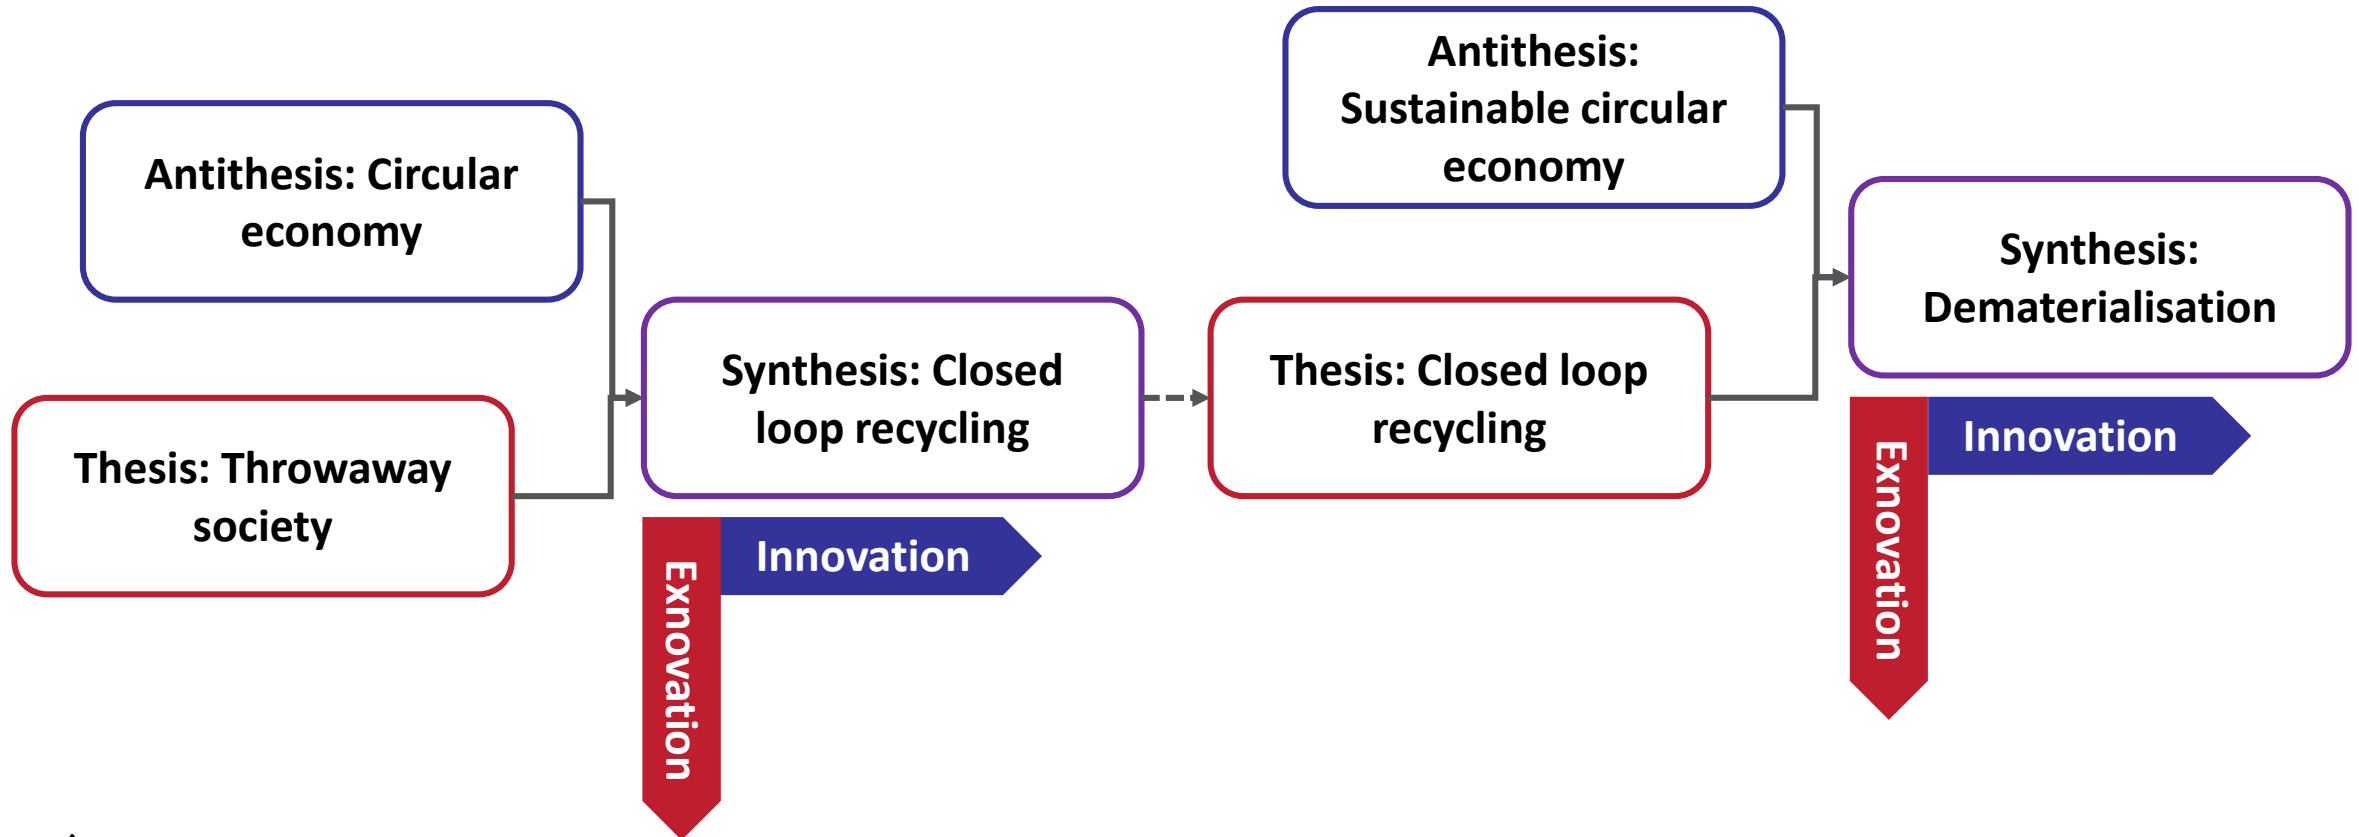 Antithesis: Circular
economy
Thesis: Throwaway
society
Synthesis: Closed
loop recycling
Innovation
Exnovation
Thesis: Closed loop
recycling
Antithesis:
Sustainable circular
economy
Synthesis:
Dematerialisation
Innovation
Exnovation